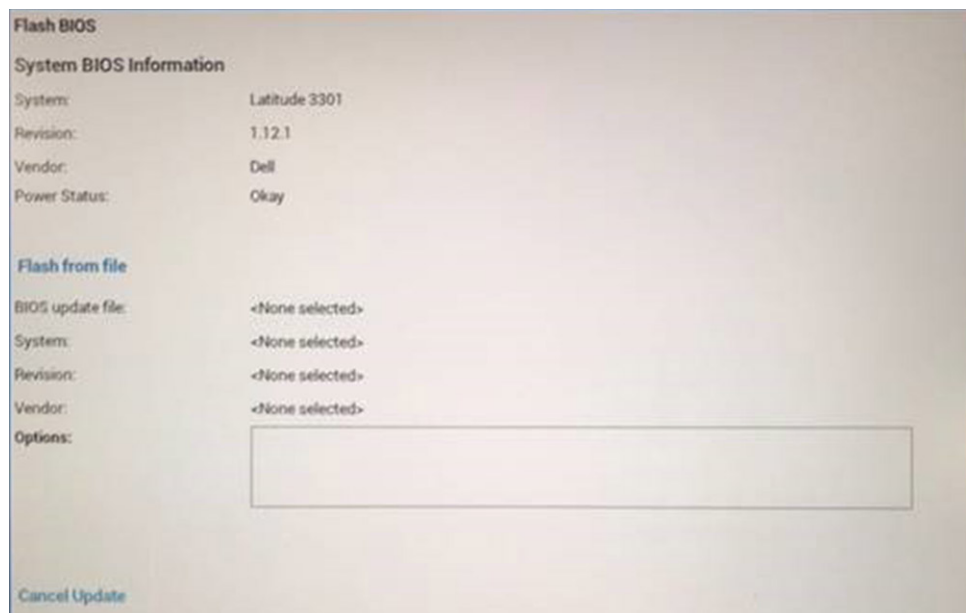 Flash BIOS
System BIOS Information
System: Latitude 3301
Revision: 1.12.1
Vendor: Dell
Power Status: Okay
Flash from file
BIOS update file: <None selected>
System: <None selected>
Revision: <None selected>
Vendor: <None selected>
Options:
Cancel Update